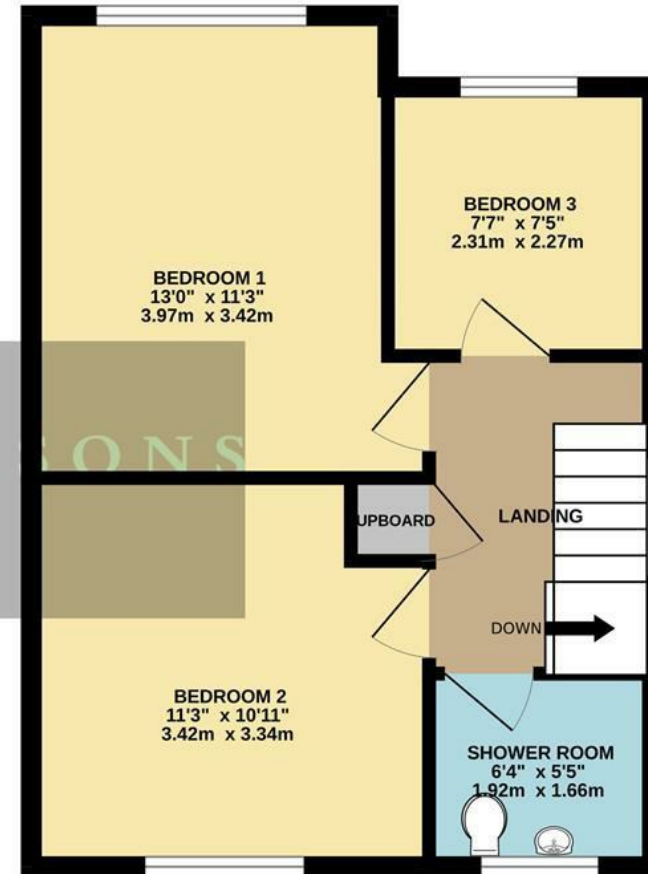 BEDROOM 3
7'7" x 7'5"
2.31m x 2.27m
BEDROOM 1
13'0" x 11'3"
3.97m x 3.42m
SONS
UPBOARD
LANDING
DOWN
BEDROOM 2
11'3" x 10'11"
3.42m x 3.34m
SHOWER ROOM
6'4" x 5'5"
1.92m x 1.66m